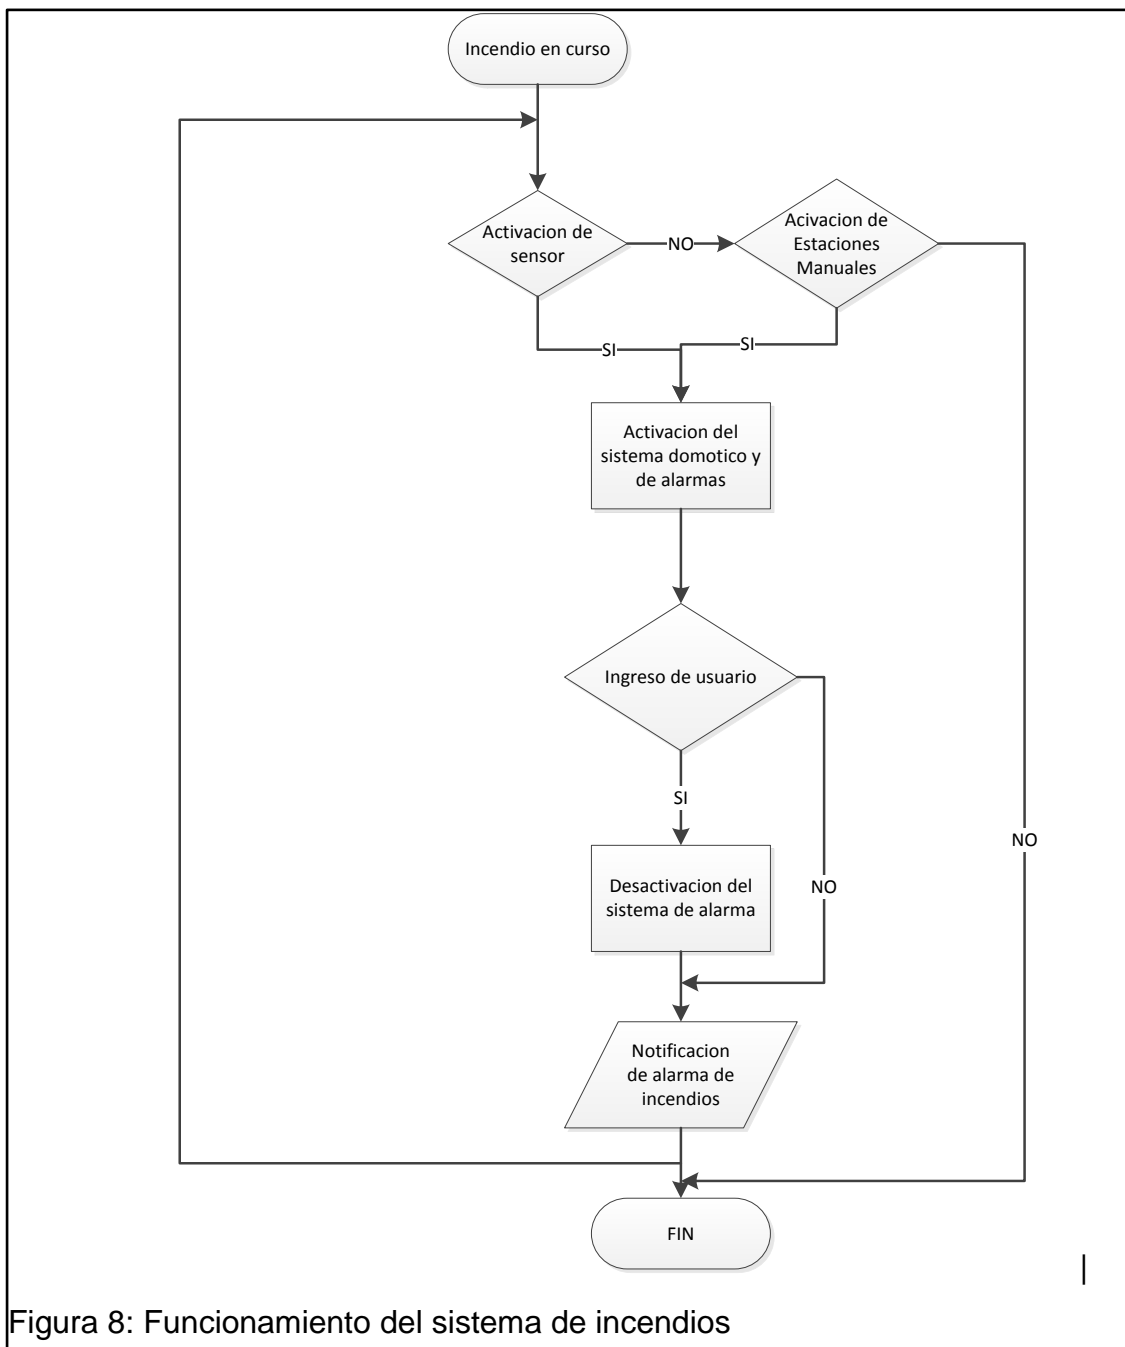 Incendio en curso
Activacion de
sensor
NO
Acivacion de
Estaciones
Manuales
SI
SI
Activacion del
sistema domotico y
de alarmas
Ingreso de usuario
SI
NO
Desactivacion del
sistema de alarma
NO
Notificacion
de alarma de
incendios
FIN
Figura 8: Funcionamiento del sistema de incendios